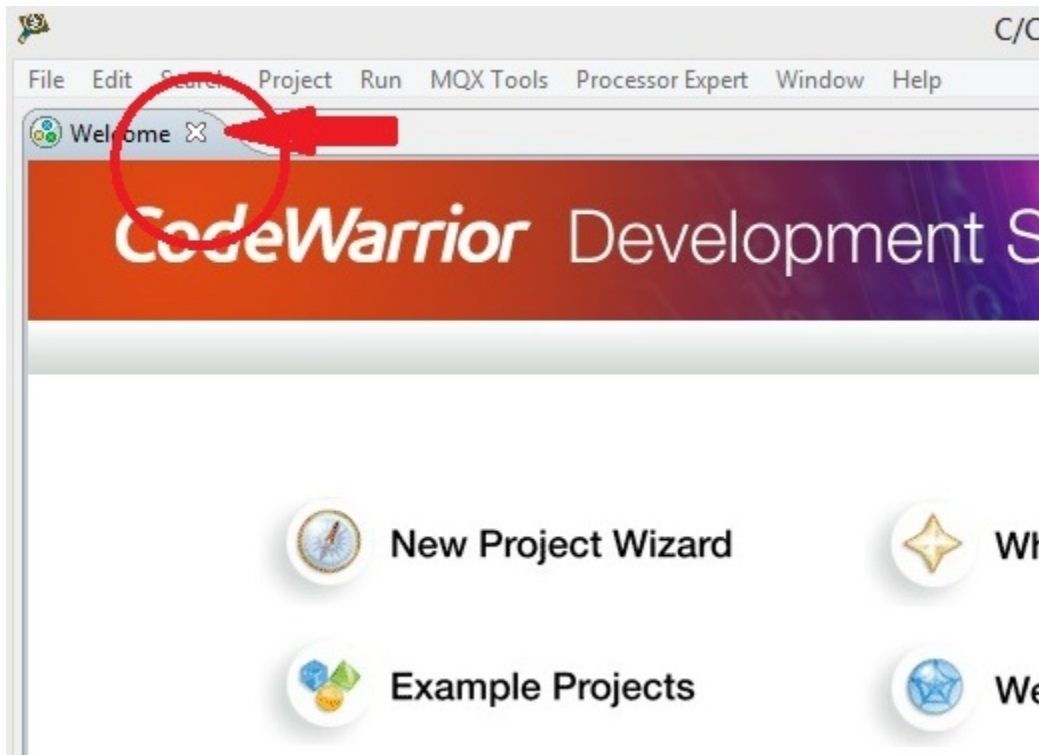 C/C
File Edit Search Project Run MQX Tools Processor Expert Window Help
Welcome
CodeWarrior Development S
New Project Wizard Wh
Example Projects We